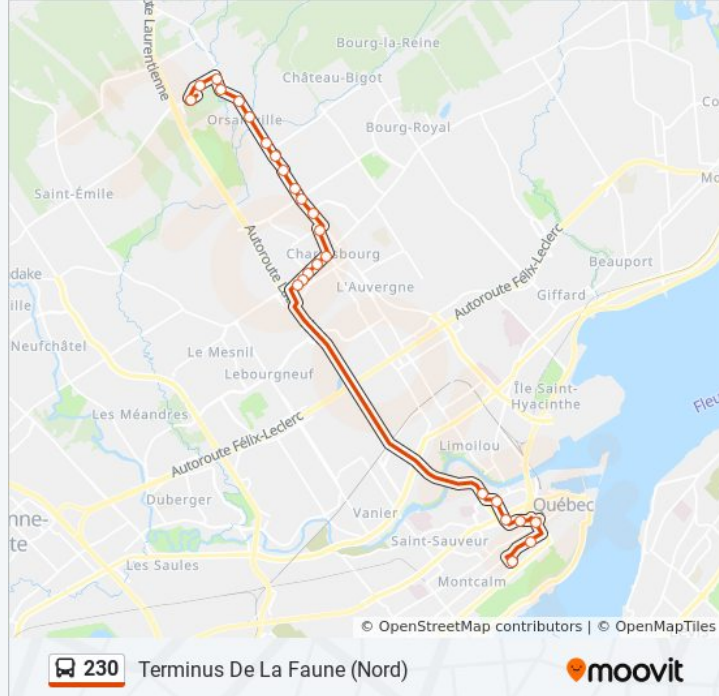 Bourg-la-Reine
Château-Bigot
Bourg-Royal
Saint-Émile
Autoroute Félix-Leclerc
Beauport
L'Auvergne
Giffard
Neufchâtel
Le Mesnil
Lebourgneuf
Île Saint-
Hyacinthe
Les Méandres
Autoroute Félix-Leclerc
Limoilou
Duberger
Vanier
Québec
Saint-Sauveur
Les Saules
Montcalm
© OpenStreetMap contributors | © OpenMapTiles
230 Terminus De La Faune (Nord)
moovit